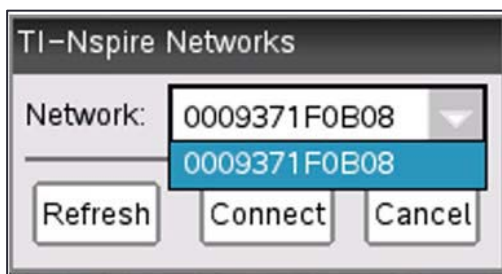 TI-Nspire Networks
Network: 0009371F0B08
0009371F0B08
Refresh Connect Cancel